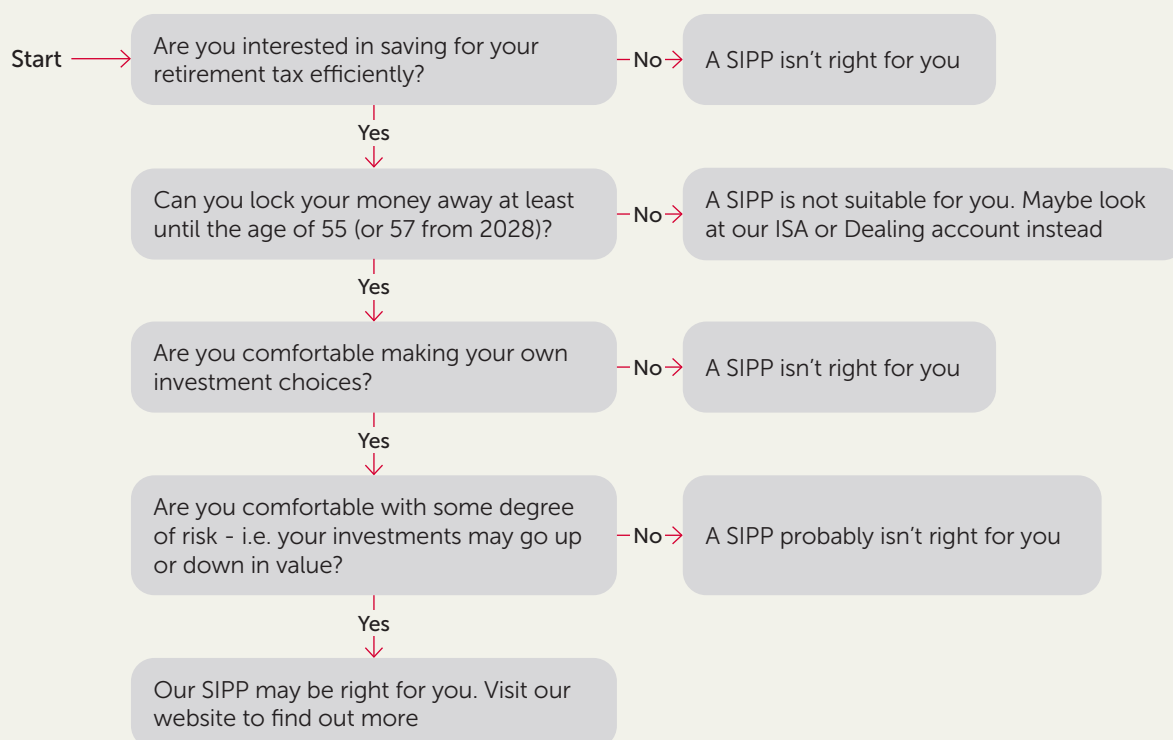 Start
Are you interested in saving for your
retirement tax efficiently?
No
A SIPP isn’t right for you
Yes
Can you lock your money away at least
until the age of 55 (or 57 from 2028)?
No
A SIPP is not suitable for you. Maybe look
at our ISA or Dealing account instead
Yes
Are you comfortable making your own
investment choices?
No
A SIPP isn’t right for you
Yes
Are you comfortable with some degree
of risk - i.e. your investments may go up
or down in value?
No
A SIPP probably isn’t right for you
Yes
Our SIPP may be right for you. Visit our
website to find out more